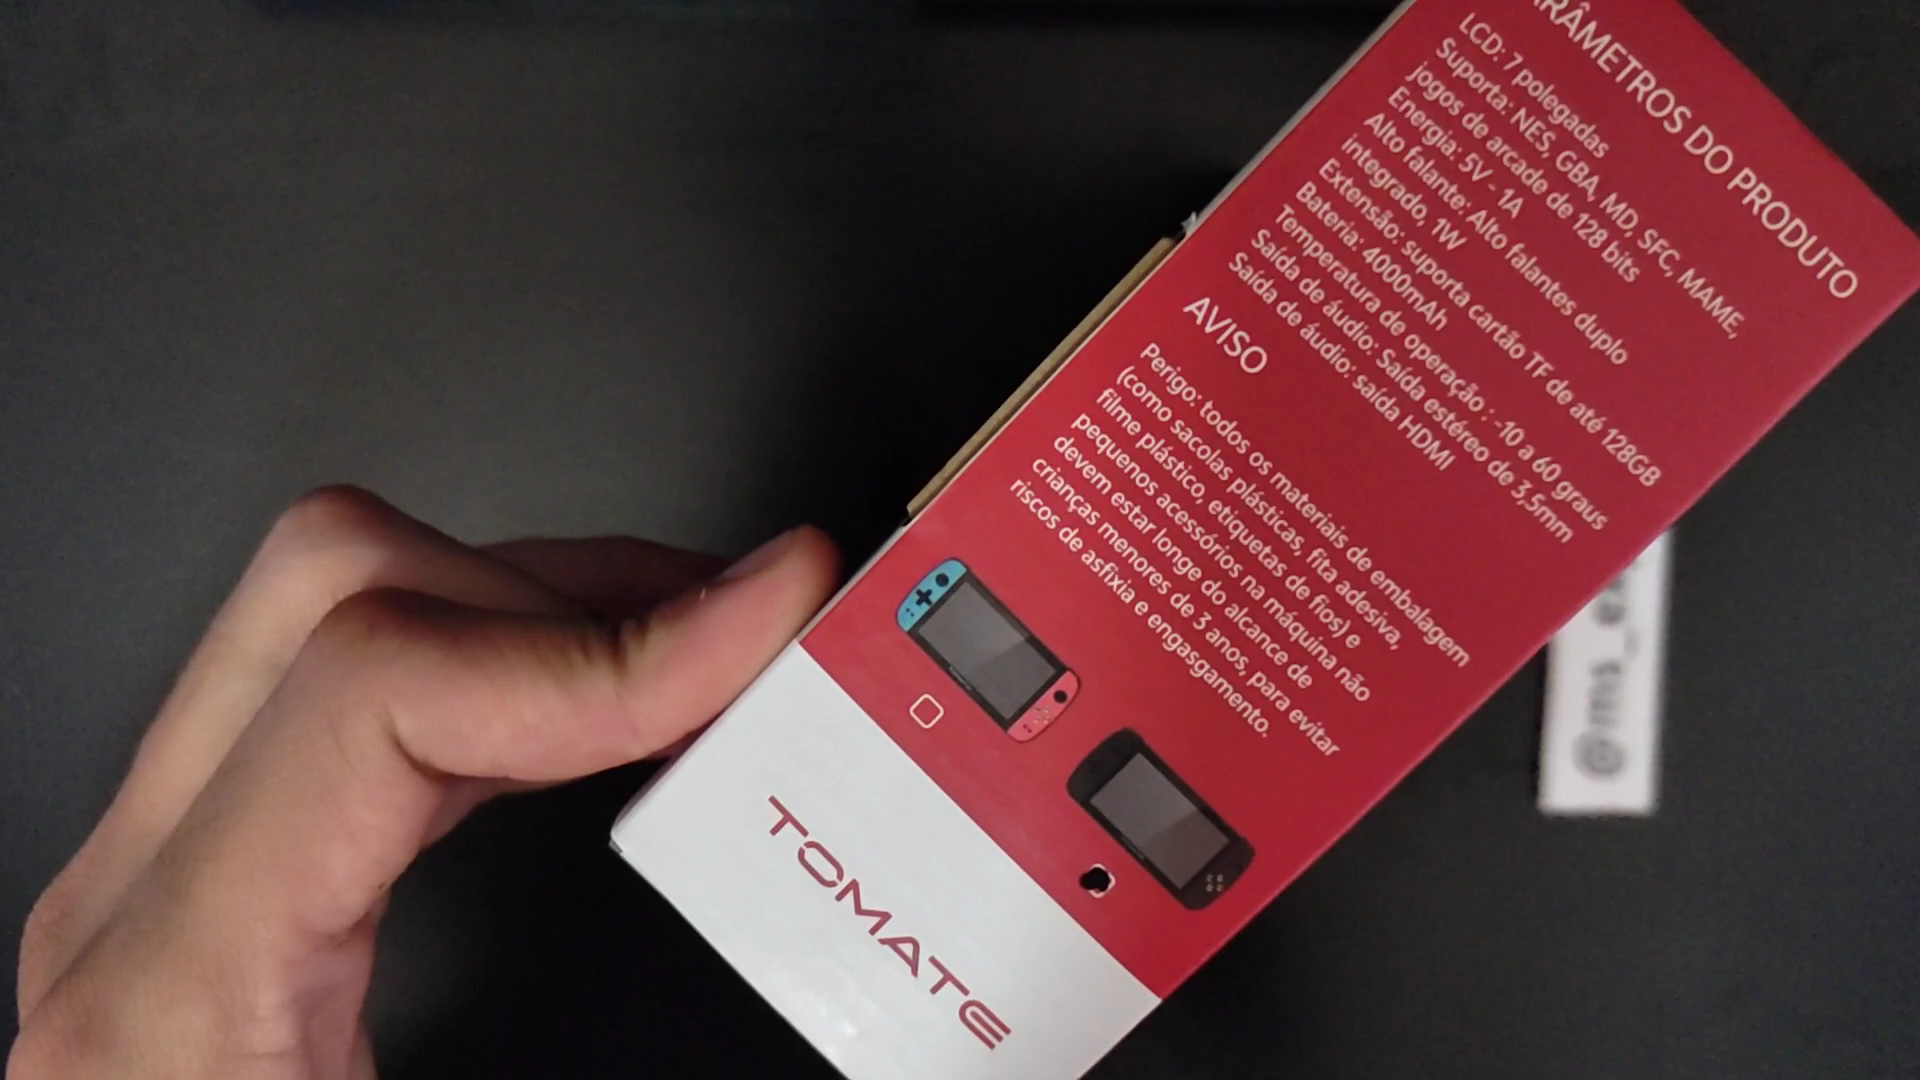 PARÂMETROS DO PRODUTO
LCD: 7 polegadas
Suporta: NES, GBA, MD, SFC, MAME,
jogos de arcade de 128 bits
Energia: 5V - 1A
Alto falante: Alto falantes duplo
integrado, 1W
Extensão: suporta cartão TF de até 128GB
Bateria: 4000mAh
Temperatura de operação : -10 a 60 graus
Saída de áudio: Saída estéreo de 3,5mm
Saída de áudio: saída HDMI
AVISO
Perigo: todos os materiais de embalagem
(como sacolas plásticas, fita adesiva,
filme plástico, etiquetas de fios) e
pequenos acessórios na máquina não
devem estar longe do alcance de
crianças menores de 3 anos, para evitar
riscos de asfixia e engasgamento.
TOMATE